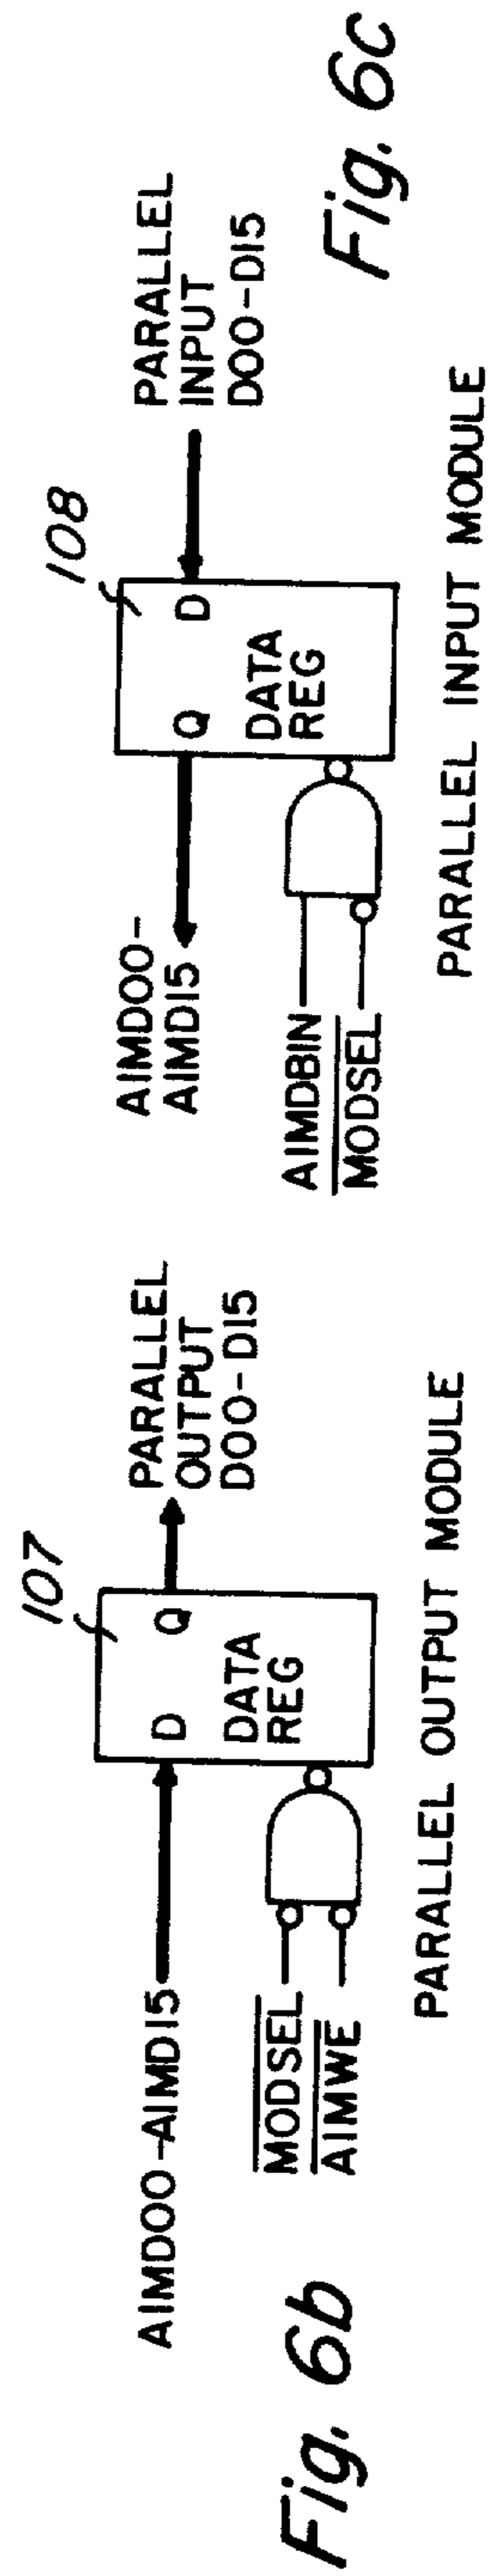 AIMD00-AIMD15
107
D
Q
DATA
REG
PARALLEL
OUTPUT
D00-D15
MODSEL
AIMWE
PARALLEL OUTPUT MODULE
Fig. 6b
AIMD00-
AIMD15
108
Q
D
DATA
REG
PARALLEL
INPUT
D00-D15
AIMDBIN
MODSEL
PARALLEL INPUT MODULE
Fig. 6c